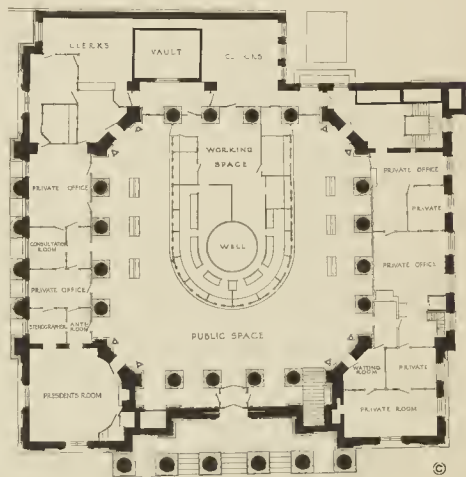 CLERKS
VAULT
CLERKS
WORKING
SPACE
WELL
PUBLIC SPACE
PRIVATE OFFICE
CONSULTATION
ROOM
PRIVATE OFFICE
STENOGRAPHER
ANTE
ROOM
PRESIDENTS ROOM
PRIVATE OFFICE
PRIVATE
PRIVATE OFFICE
WAITING
ROOM
PRIVATE
PRIVATE ROOM
©